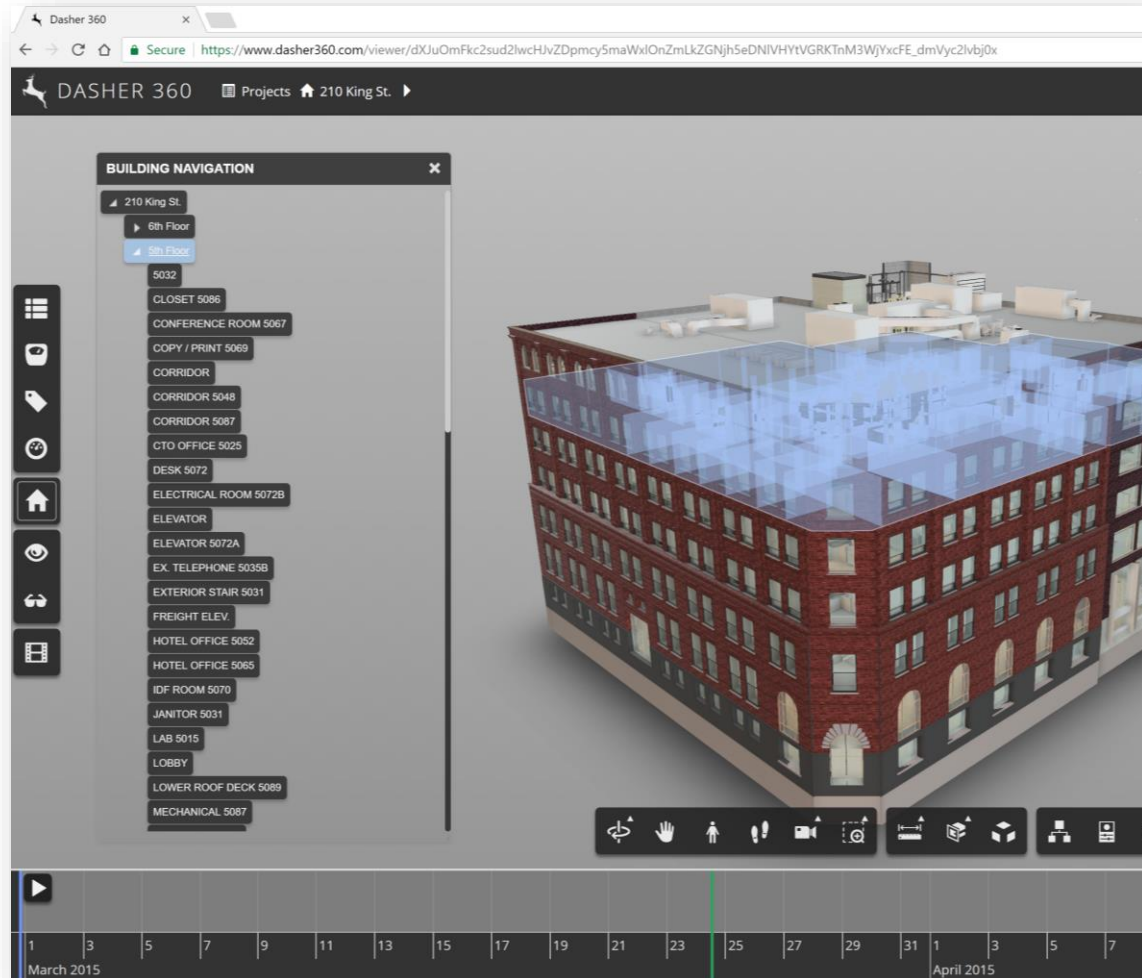 Dasher 360
Secure | https://www.dasher360.com/viewer/
DASHER 360 Projects 210 King St.
BUILDING NAVIGATION
210 King St.
6th Floor
5th Floor
5032
CLOSET 5086
CONFERENCE ROOM 5067
COPY / PRINT 5069
CORRIDOR
CORRIDOR 5048
CORRIDOR 5087
CTO OFFICE 5025
DESK 5072
ELECTRICAL ROOM 5072B
ELEVATOR
ELEVATOR 5072A
EX. TELEPHONE 5035B
EXTERIOR STAIR 5031
FREIGHT ELEV.
HOTEL OFFICE 5052
HOTEL OFFICE 5065
IDF ROOM 5070
JANITOR 5031
LAB 5015
LOBBY
LOWER ROOF DECK 5089
MECHANICAL 5087
1 3 5 7 9 11 13 15 17 19 21 23 25 27 29 31 1 3 5 7
March 2015 April 2015